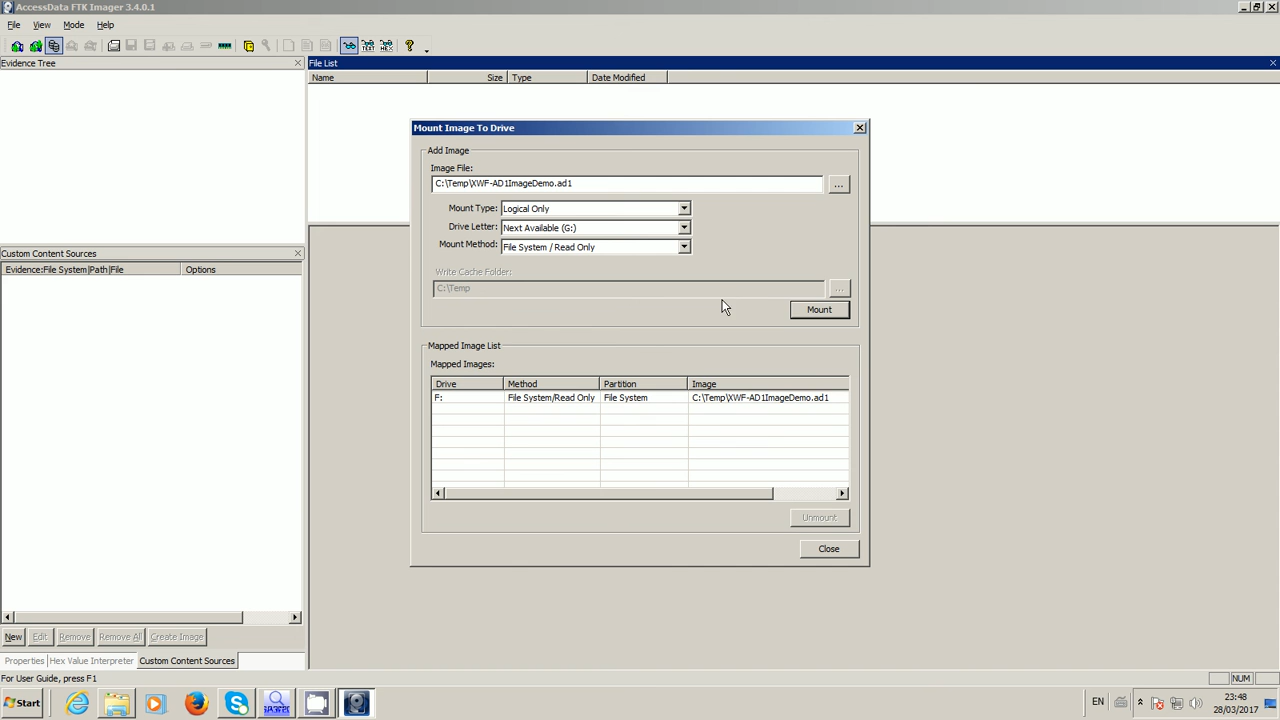 AccessData FTK Imager 3.4.0.1
File View Mode Help
Evidence Tree
File List
Name Size Type Date Modified
Mount Image To Drive
Add Image
Image File:
C:\Temp\XWF-AD1ImageDemo.ad1
...
Mount Type: Logical Only
Drive Letter: Next Available (G:)
Mount Method: File System / Read Only
Write Cache Folder:
C:\Temp
...
Mount
Mapped Image List
Mapped Images:
Drive Method Partition Image
F: File System/Read Only File System C:\Temp\XWF-AD1ImageDemo.ad1
Unmount
Close
Custom Content Sources
Evidence:File System|Path|File Options
New Edit Remove Remove All Create Image
Properties Hex Value Interpreter Custom Content Sources
For User Guide, press F1
NUM
Start
EN
23:48
28/03/2017